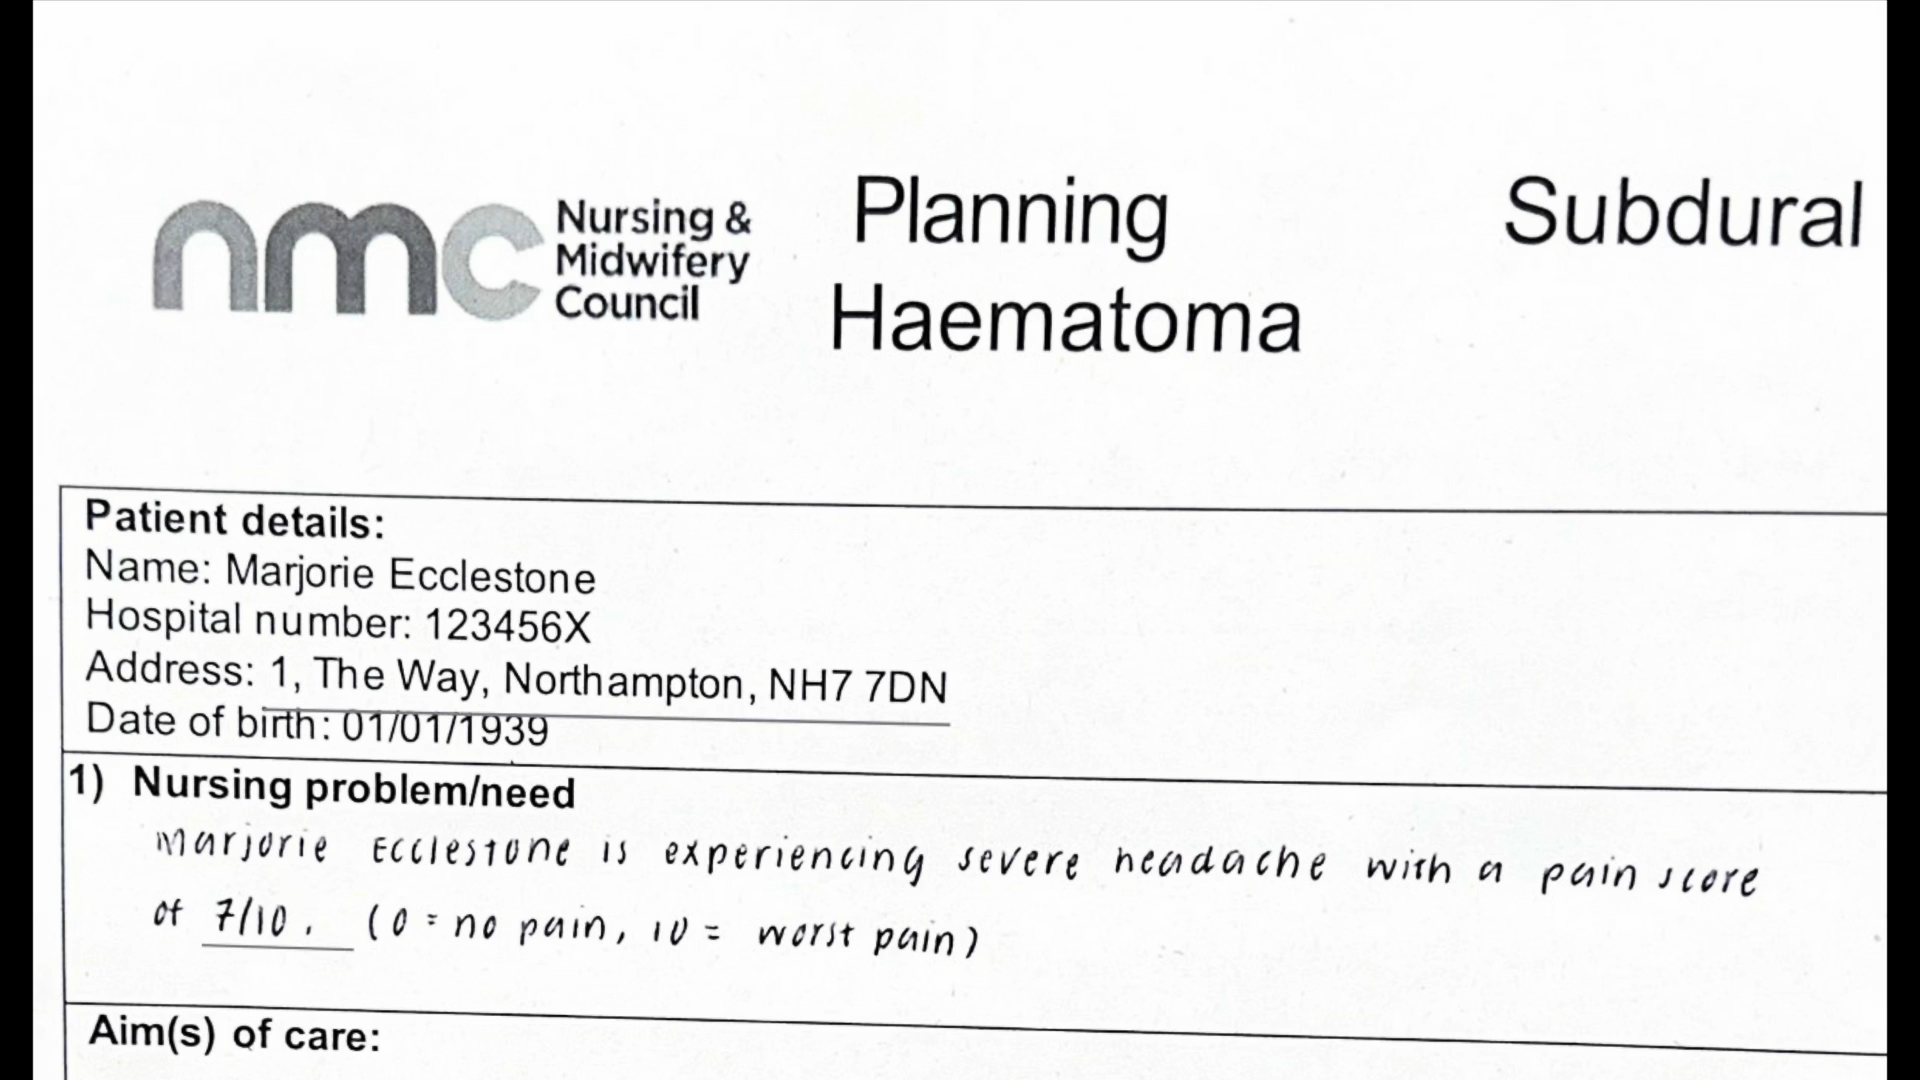 nmc Nursing &
Midwifery
Council
Planning Subdural
Haematoma
Patient details:
Name: Marjorie Ecclestone
Hospital number: 123456X
Address: 1, The Way, Northampton, NH7 7DN
Date of birth: 01/01/1939
1) Nursing problem/need
Marjorie Ecclestone is experiencing severe headache with a pain score
of 7/10. (0 = no pain, 10 = worst pain)
Aim(s) of care: